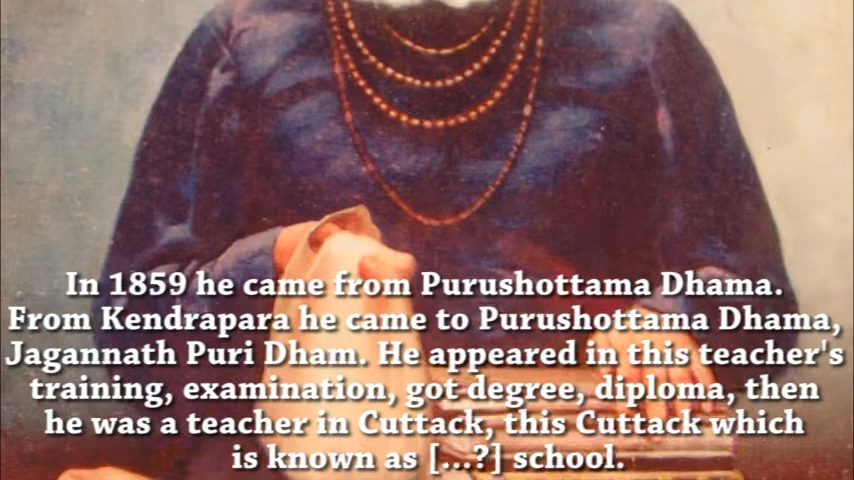 In 1859 he came from Purushottama Dhama.
From Kendrapara he came to Purushottama Dhama,
Jagannath Puri Dham. He appeared in this teacher's
training, examination, got degree, diploma, then
he was a teacher in Cuttack, this Cuttack which
is known as [...?] school.